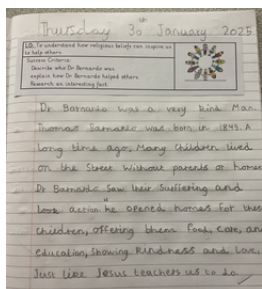 Thursday 30th January 2025
L.O. To understand how religious beliefs can inspire us
to help others
Success Criteria:
Describe who Dr Barnardo was
explain how Dr Barnardo helped others
Research an interesting fact.
Dr Barnardo was a very kind Man.
Thomas Barnardo was born in 1845. A
long time ago, Many Children lived
on the Street Without parents or homes
Dr Barnardo Saw their Suffering and
took action he opened homes for these
children, offering them food, care, an
education, Showing kindness and love,
Just like Jesus teachers us to do